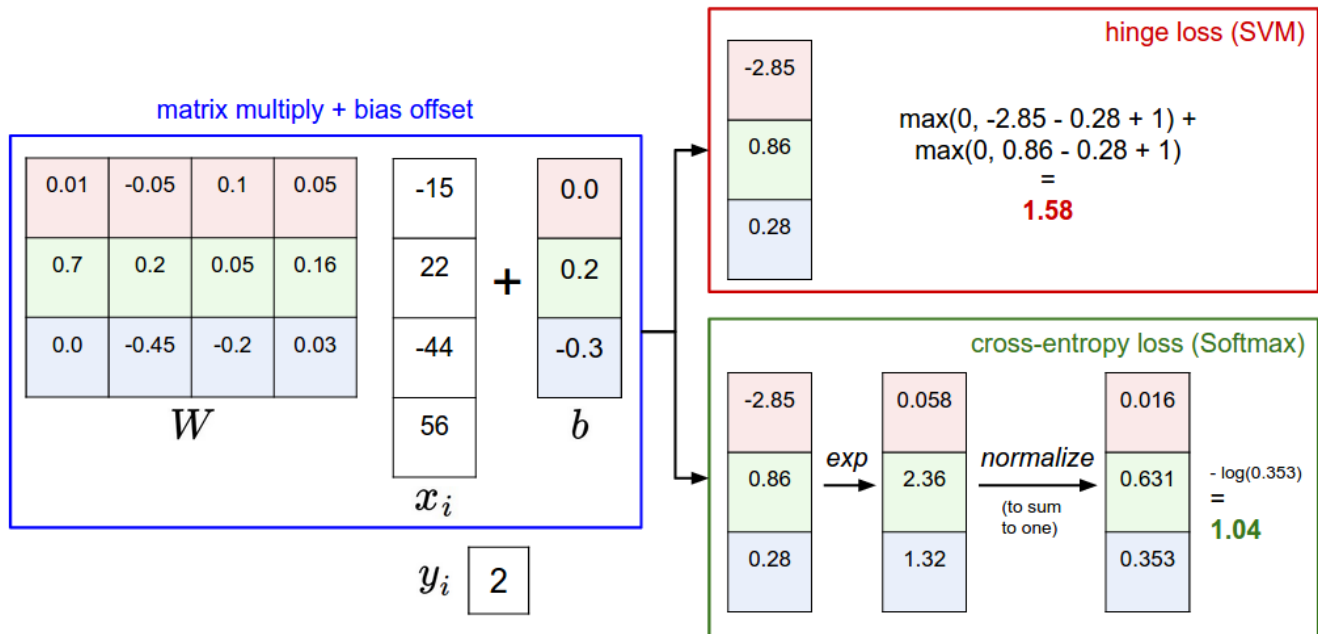 matrix multiply + bias offset
0.01 -0.05 0.1 0.05
0.7 0.2 0.05 0.16
0.0 -0.45 -0.2 0.03
W
-15
22
-44
56
x_i
+
0.0
0.2
-0.3
b
y_i 2
hinge loss (SVM)
-2.85
0.86
0.28
max(0, -2.85 - 0.28 + 1) +
max(0, 0.86 - 0.28 + 1)
=
1.58
cross-entropy loss (Softmax)
-2.85
0.86
0.28
exp
0.058
2.36
1.32
normalize
(to sum
to one)
0.016
0.631
0.353
- log(0.353)
=
1.04